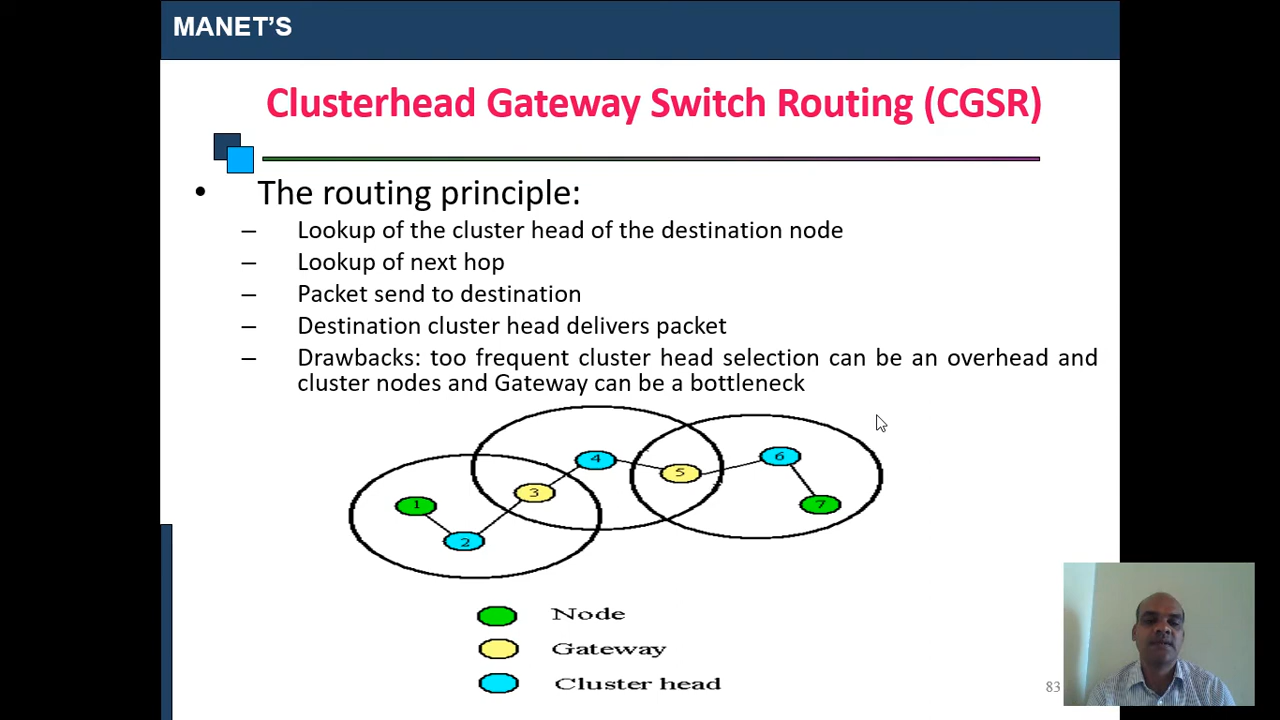 MANET'S
Clusterhead Gateway Switch Routing (CGSR)
• The routing principle:
– Lookup of the cluster head of the destination node
– Lookup of next hop
– Packet send to destination
– Destination cluster head delivers packet
– Drawbacks: too frequent cluster head selection can be an overhead and
cluster nodes and Gateway can be a bottleneck
1
2
3
4
5
6
7
Node
Gateway
Cluster head
83